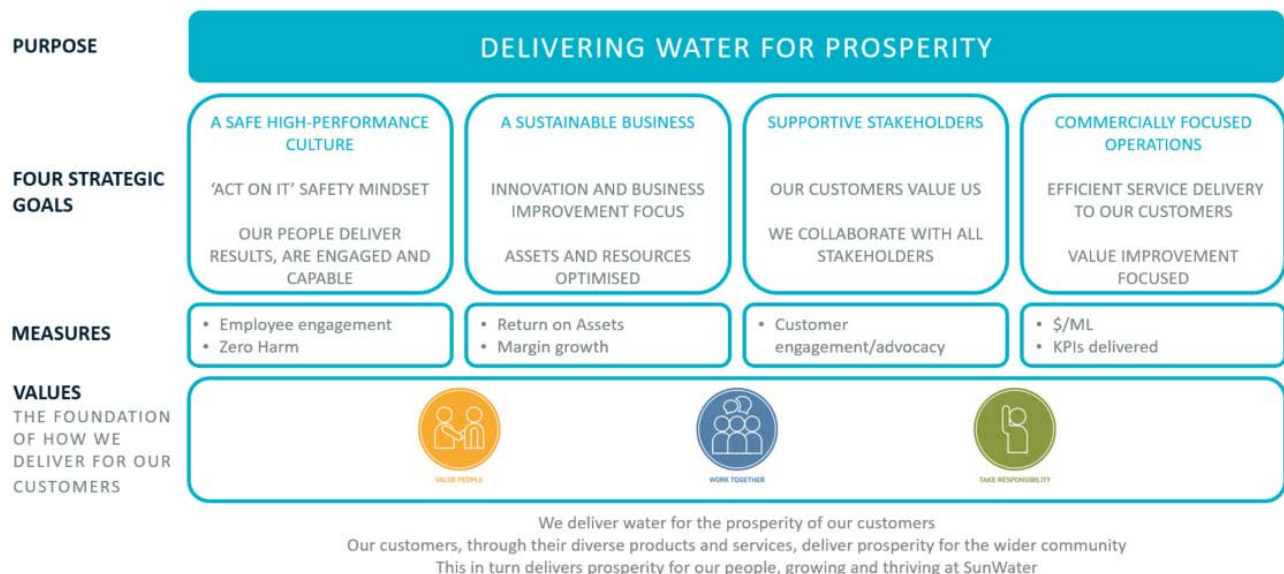 PURPOSE
DELIVERING WATER FOR PROSPERITY
FOUR STRATEGIC
GOALS
A SAFE HIGH-PERFORMANCE
CULTURE
‘ACT ON IT’ SAFETY MINDSET
OUR PEOPLE DELIVER
RESULTS, ARE ENGAGED AND
CAPABLE
A SUSTAINABLE BUSINESS
INNOVATION AND BUSINESS
IMPROVEMENT FOCUS
ASSETS AND RESOURCES
OPTIMISED
SUPPORTIVE STAKEHOLDERS
OUR CUSTOMERS VALUE US
WE COLLABORATE WITH ALL
STAKEHOLDERS
COMMERCIALLY FOCUSED
OPERATIONS
EFFICIENT SERVICE DELIVERY
TO OUR CUSTOMERS
VALUE IMPROVEMENT
FOCUSED
MEASURES
• Employee engagement
• Zero Harm
• Return on Assets
• Margin growth
• Customer
engagement/advocacy
• $/ML
• KPIs delivered
VALUES
THE FOUNDATION
OF HOW WE
DELIVER FOR OUR
CUSTOMERS
VALUE PEOPLE
WORK TOGETHER
TAKE RESPONSIBILITY
We deliver water for the prosperity of our customers
Our customers, through their diverse products and services, deliver prosperity for the wider community
This in turn delivers prosperity for our people, growing and thriving at SunWater